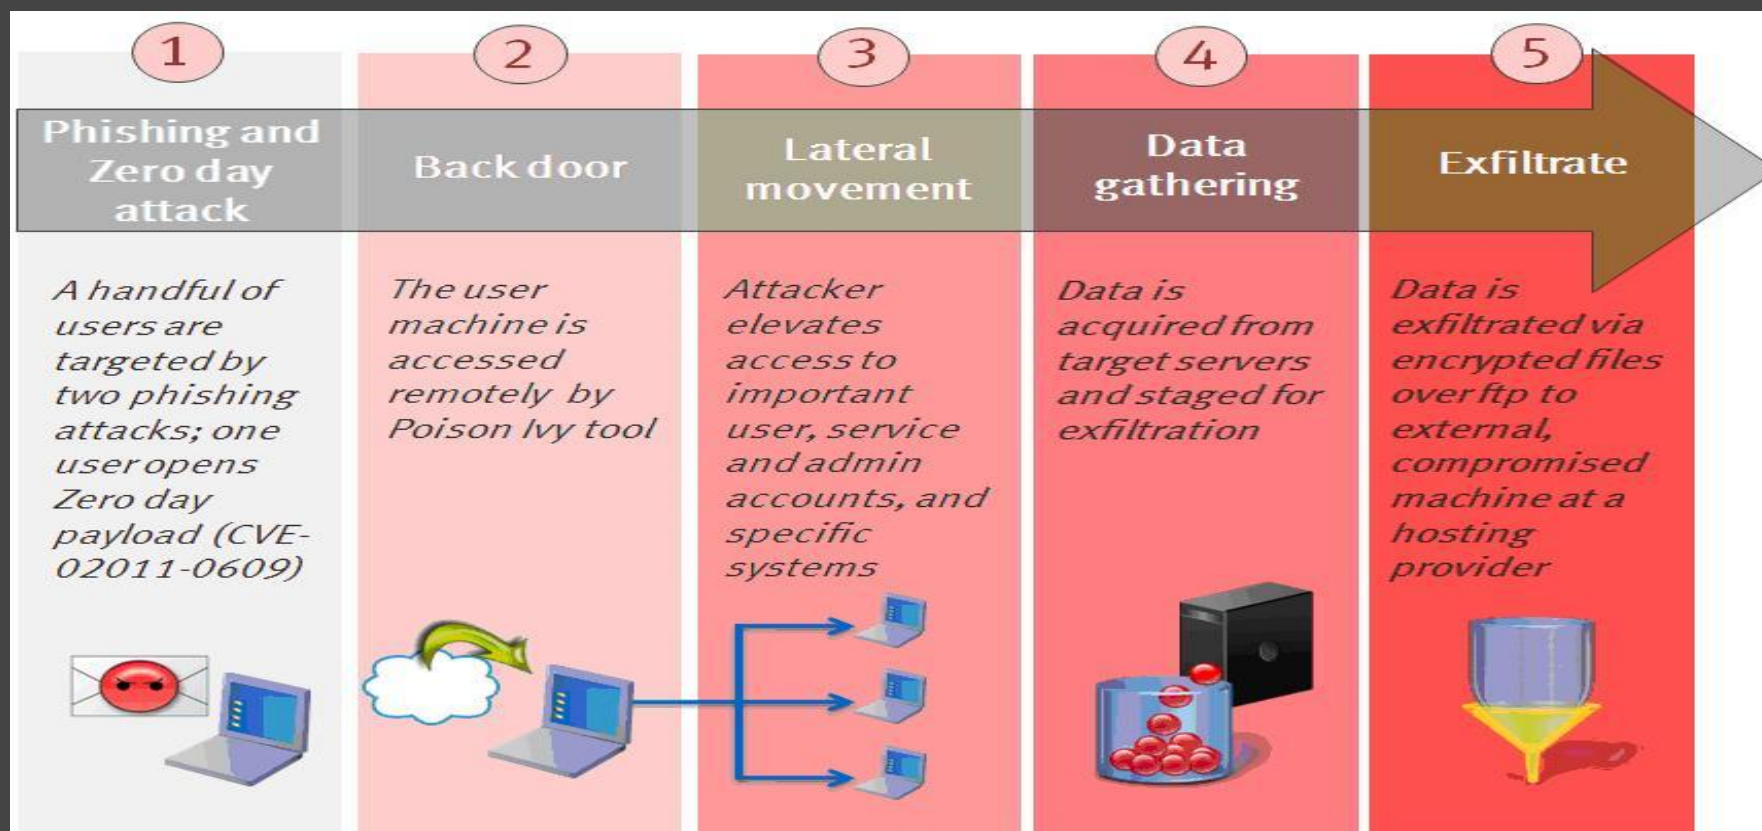 1
Phishing and
Zero day
attack
A handful of
users are
targeted by
two phishing
attacks; one
user opens
Zero day
payload (CVE-
02011-0609)
2
Back door
The user
machine is
accessed
remotely by
Poison Ivy tool
3
Lateral
movement
Attacker
elevates
access to
important
user, service
and admin
accounts, and
specific
systems
4
Data
gathering
Data is
acquired from
target servers
and staged for
exfiltration
5
Exfiltrate
Data is
exfiltrated via
encrypted files
over ftp to
external,
compromised
machine at a
hosting
provider